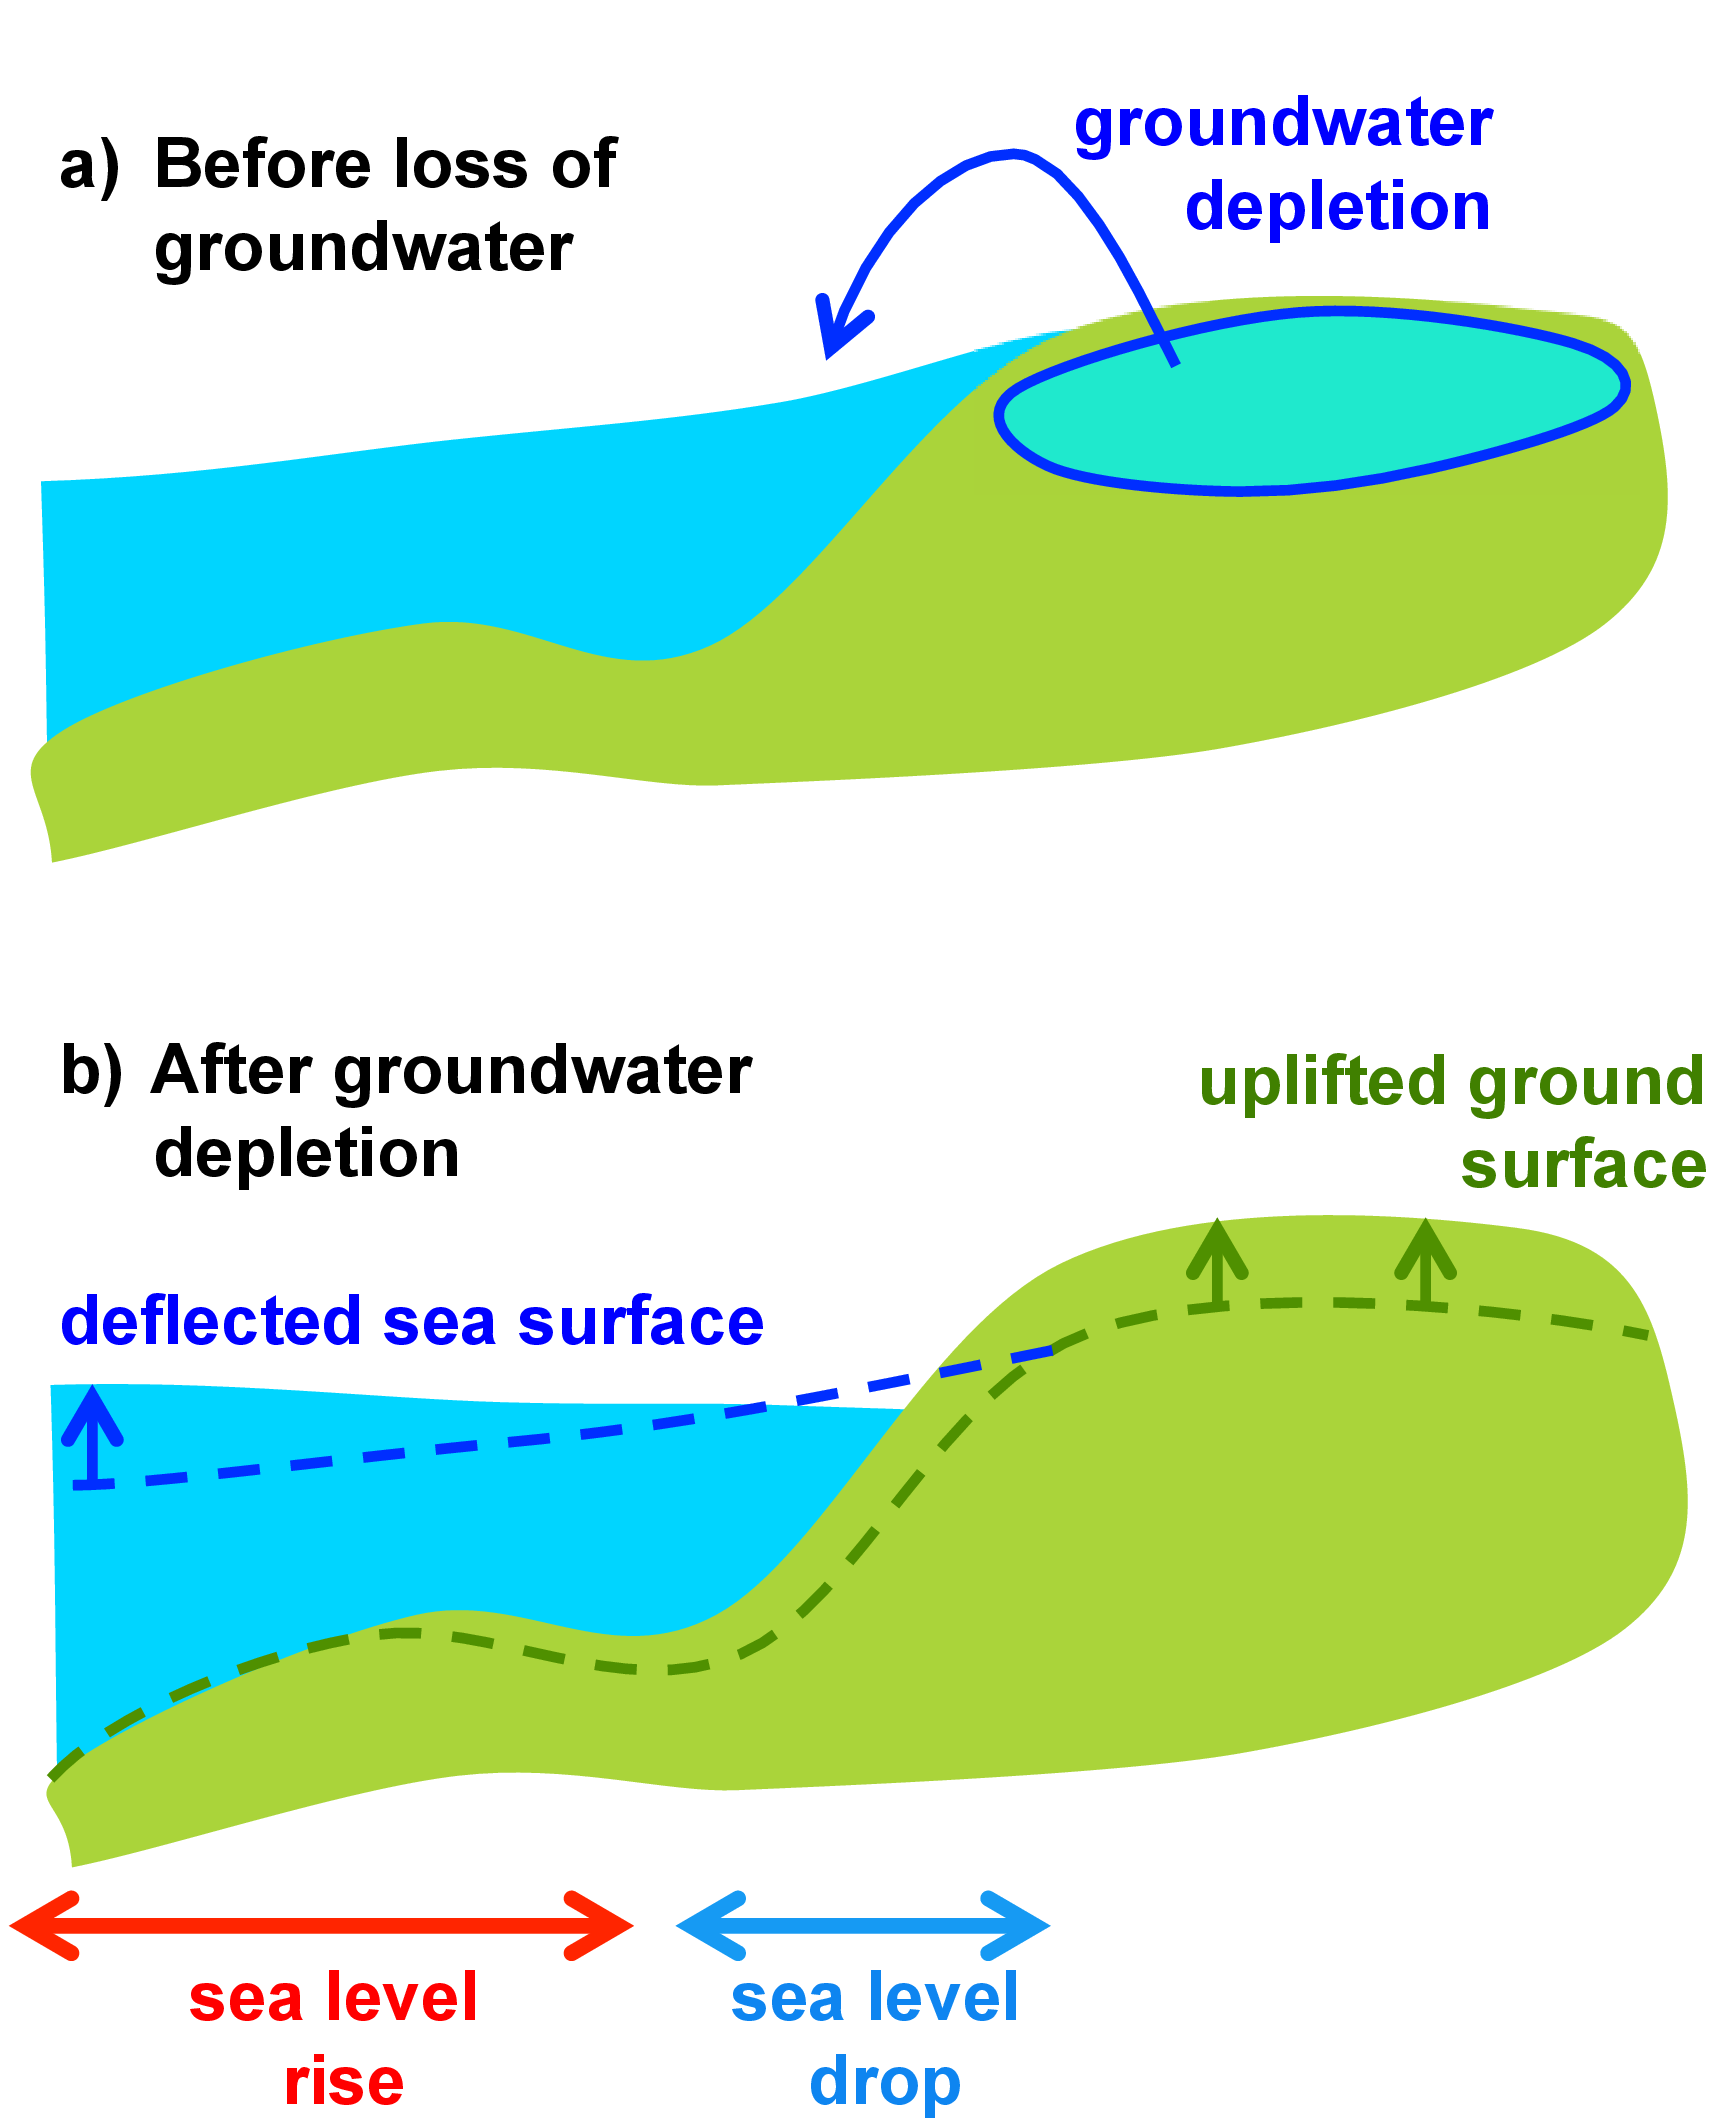 a) Before loss of
groundwater
groundwater
depletion
b) After groundwater
depletion
uplifted ground
surface
deflected sea surface
sea level
rise
sea level
drop